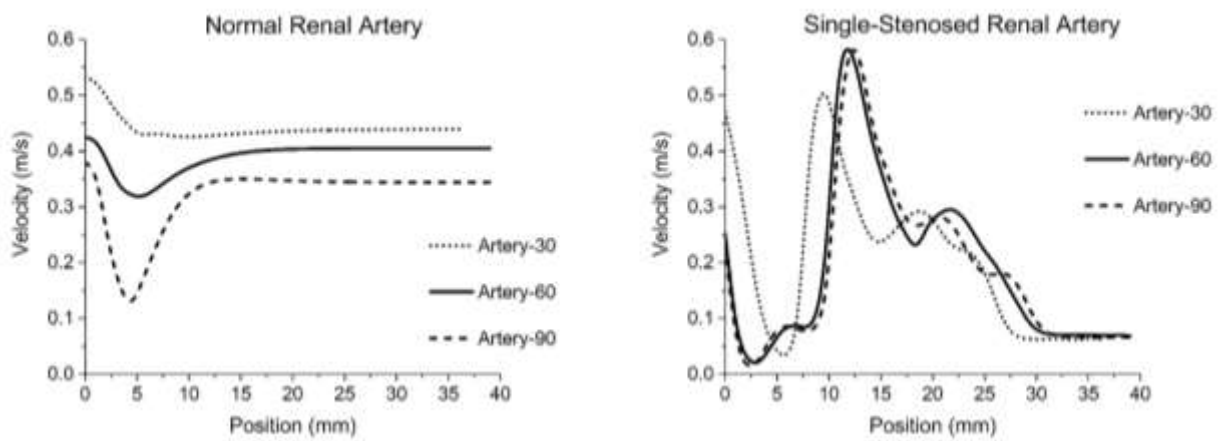 Normal Renal Artery
0.6
0.5
0.4
0.3
0.2
0.1
0.0
Velocity (m/s)
Artery-30
Artery-60
Artery-90
0 5 10 15 20 25 30 35 40
Position (mm)
Single-Stenosed Renal Artery
0.6
0.5
0.4
0.3
0.2
0.1
0.0
Velocity (m/s)
Artery-30
Artery-60
Artery-90
0 5 10 15 20 25 30 35 40
Position (mm)